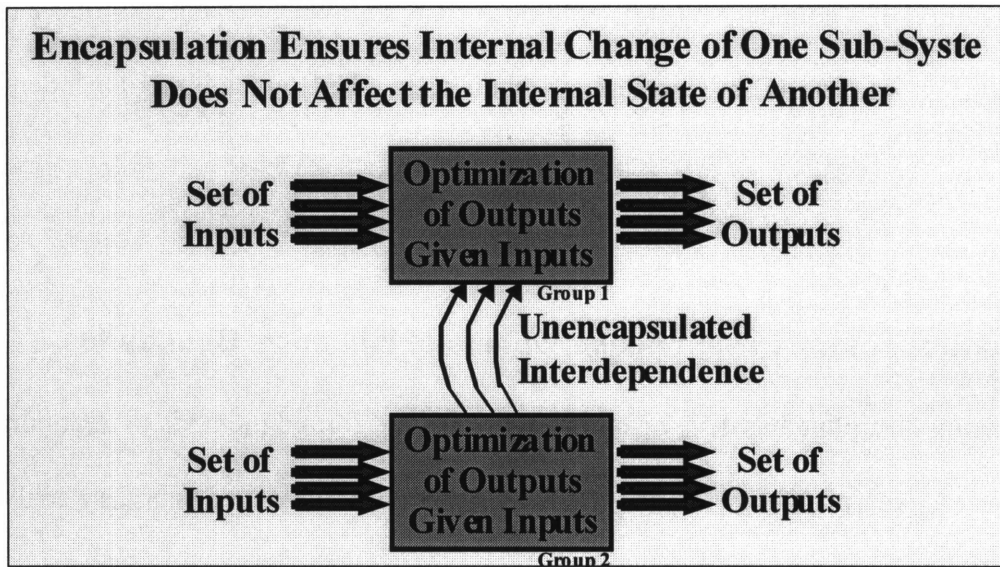 Encapsulation Ensures Internal Change of One Sub-Syste
Does Not Affect the Internal State of Another
Set of
Inputs
Optimization
of Outputs
Given Inputs
Set of
Outputs
Group 1
Unencapsulated
Interdependence
Set of
Inputs
Optimization
of Outputs
Given Inputs
Set of
Outputs
Group 2